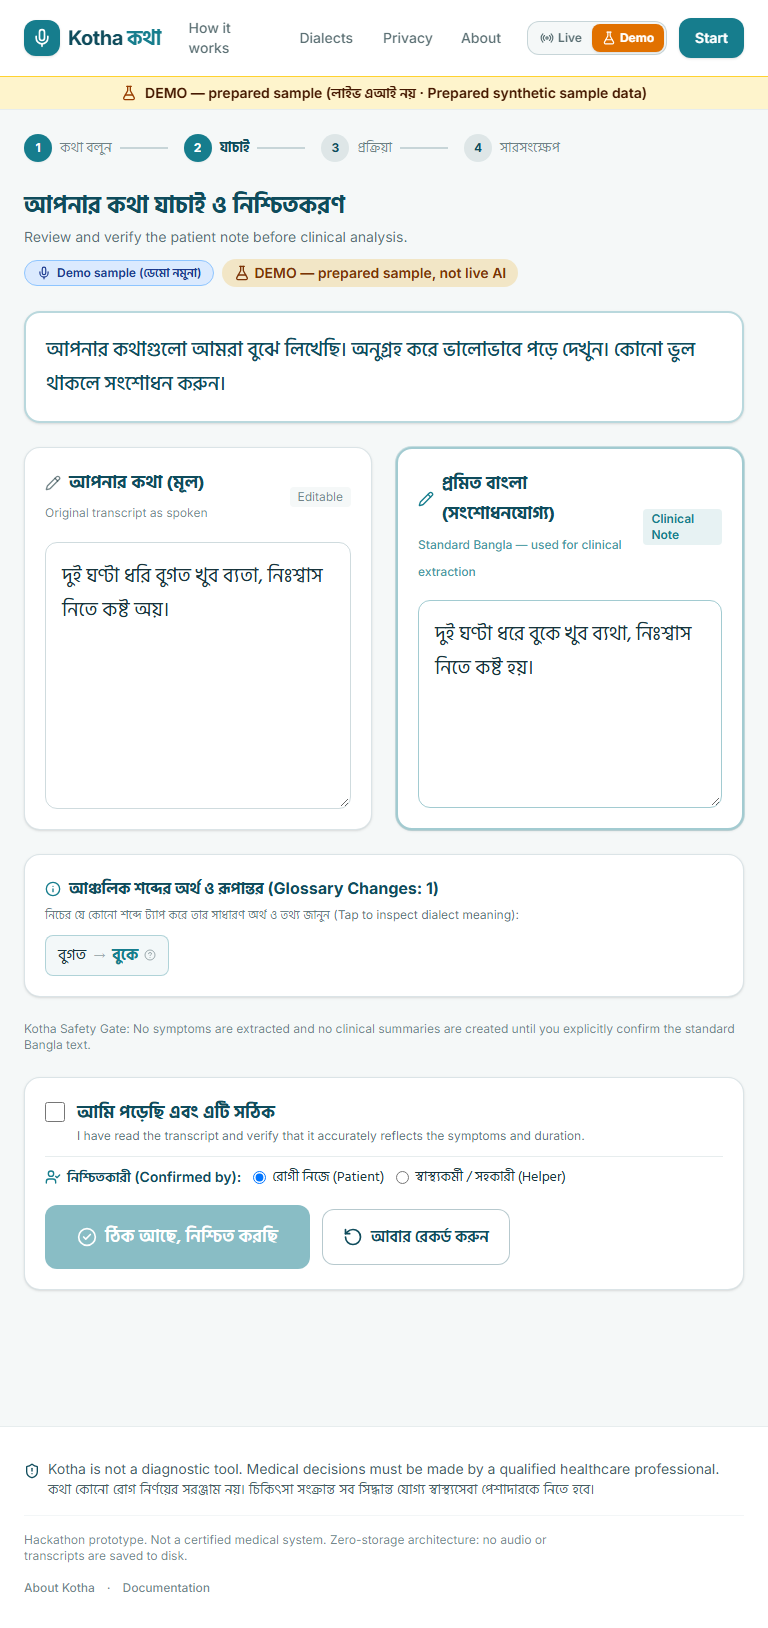 Kotha কথা
How it works
Dialects
Privacy
About
Live
Demo
Start
DEMO — prepared sample (লাইভ এআই নয় · Prepared synthetic sample data)
1 কথা বলুন
2 যাচাই
3 প্রক্রিয়া
4 সারসংক্ষেপ
আপনার কথা যাচাই ও নিশ্চিতকরণ
Review and verify the patient note before clinical analysis.
Demo sample (ডেমো নমুনা)
DEMO — prepared sample, not live AI
আপনার কথাগুলো আমরা বুঝে লিখেছি। অনুগ্রহ করে ভালোভাবে পড়ে দেখুন। কোনো ভুল
থাকলে সংশোধন করুন।
আপনার কথা (মূল)
Original transcript as spoken
Editable
দুই ঘণ্টা ধরি বুগত খুব ব্যতা, নিঃশ্বাস
নিতে কষ্ট অয়।
প্রমিত বাংলা
(সংশোধনযোগ্য)
Standard Bangla — used for clinical
extraction
Clinical
Note
দুই ঘণ্টা ধরে বুকে খুব ব্যথা, নিঃশ্বাস
নিতে কষ্ট হয়।
আঞ্চলিক শব্দের অর্থ ও রূপান্তর (Glossary Changes: 1)
নিচের যে কোনো শব্দে ট্যাপ করে তার সাধারণ অর্থ ও তথ্য জানুন (Tap to inspect dialect meaning):
বুগত → বুকে
Kotha Safety Gate: No symptoms are extracted and no clinical summaries are created until you explicitly confirm the standard
Bangla text.
আমি পড়েছি এবং এটি সঠিক
I have read the transcript and verify that it accurately reflects the symptoms and duration.
নিশ্চিতকারী (Confirmed by):
রোগী নিজে (Patient)
স্বাস্থ্যকর্মী / সহকারী (Helper)
ঠিক আছে, নিশ্চিত করছি
আবার রেকর্ড করুন
Kotha is not a diagnostic tool. Medical decisions must be made by a qualified healthcare professional.
কথা কোনো রোগ নির্ণয়ের সরঞ্জাম নয়। চিকিৎসা সংক্রান্ত সব সিদ্ধান্ত যোগ্য স্বাস্থ্যসেবা পেশাদারকে নিতে হবে।
Hackathon prototype. Not a certified medical system. Zero-storage architecture: no audio or
transcripts are saved to disk.
About Kotha · Documentation